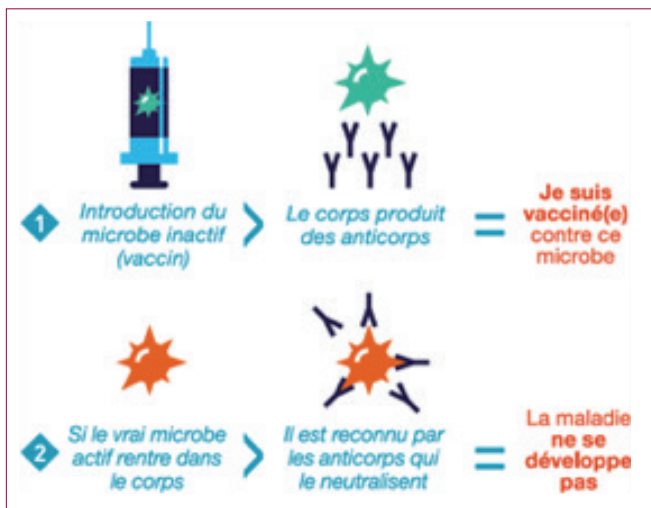 1
Introduction du
microbe inactif
(vaccin)
>
Le corps produit
des anticorps
=
Je suis
vacciné(e)
contre ce
microbe
2
Si le vrai microbe
actif rentre dans
le corps
>
Il est reconnu par
les anticorps qui
le neutralisent
=
La maladie
ne se
développe
pas